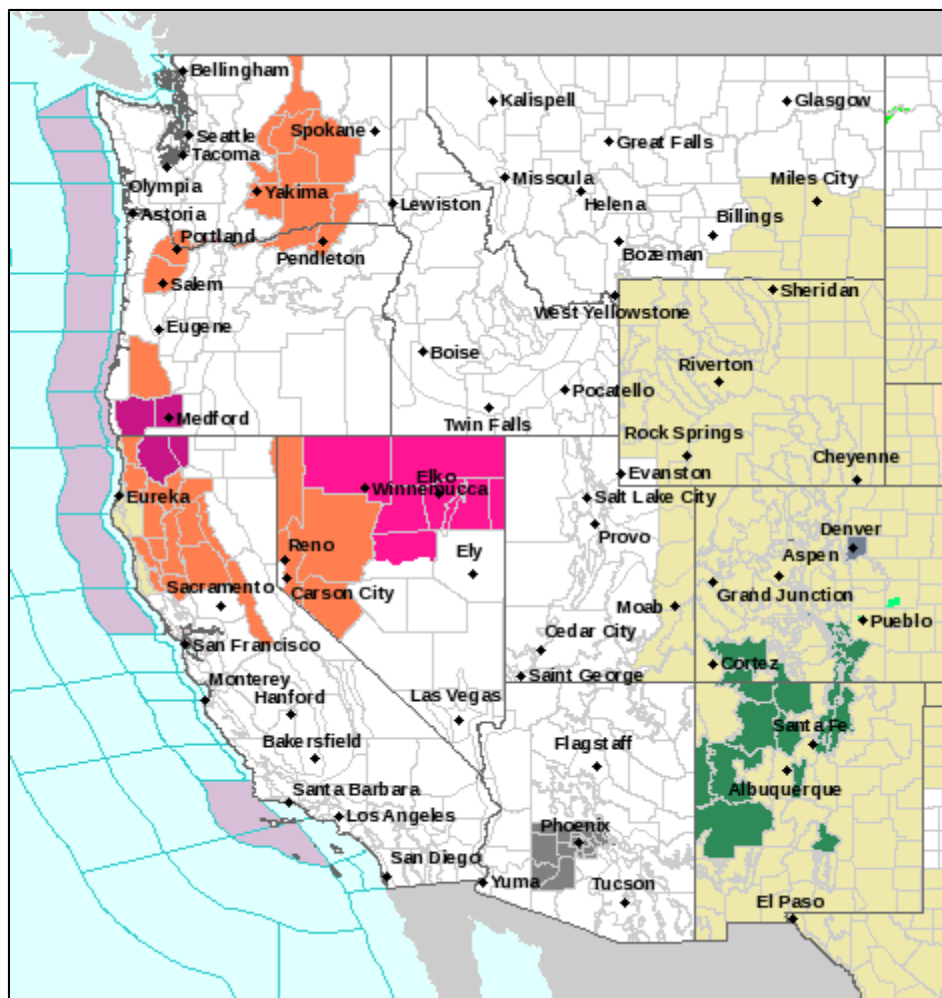 Bellingham
Kalispell
Glasgow
Seattle
Spokane
Great Falls
Tacoma
Olympia
Yakima
Missoula
Miles City
Helena
Lewiston
Astoria
Billings
Portland
Pendleton
Bozeman
Salem
Sheridan
West Yellowstone
Eugene
Boise
Riverton
Pocatello
Medford
Twin Falls
Rock Springs
Cheyenne
Elko
Evanston
Winnemucca
Eureka
Salt Lake City
Denver
Provo
Reno
Ely
Aspen
Sacramento
Carson City
Grand Junction
Moab
Pueblo
Cedar City
San Francisco
Cortez
Saint George
Monterey
Hanford
Las Vegas
Santa Fe
Bakersfield
Flagstaff
Albuquerque
Santa Barbara
Los Angeles
Phoenix
San Diego
Yuma
Tucson
El Paso